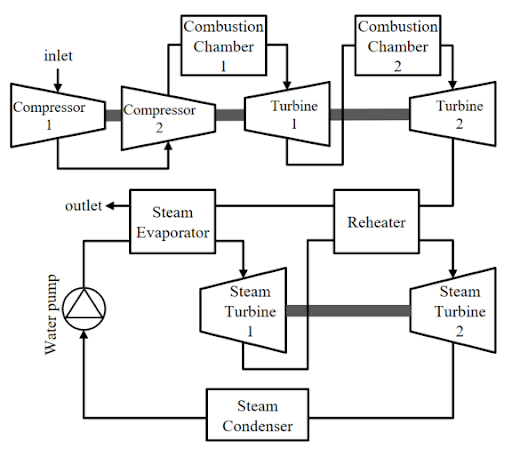 inlet
Compressor
1
Compressor
2
Combustion
Chamber
1
Turbine
1
Combustion
Chamber
2
Turbine
2
outlet
Steam
Evaporator
Reheater
Water pump
Steam
Turbine
1
Steam
Turbine
2
Steam
Condenser